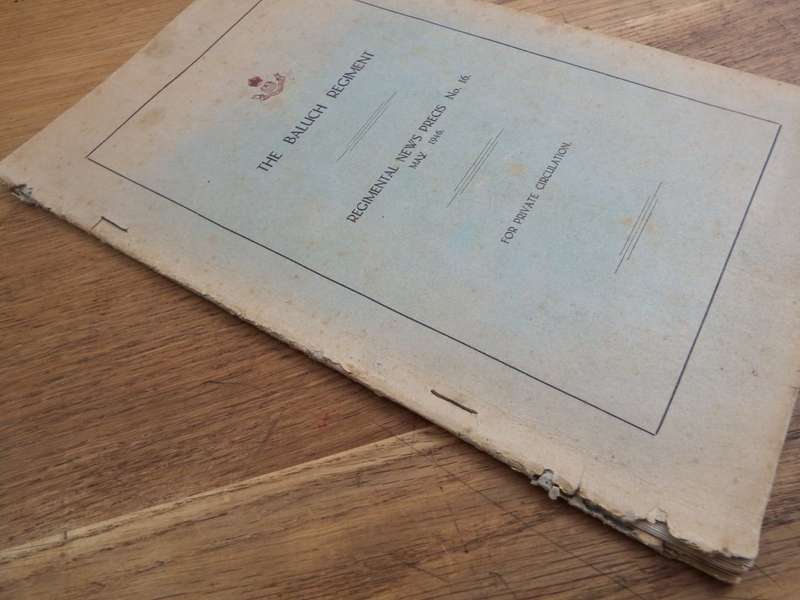 THE BALUCH REGIMENT
REGIMENTAL NEWS PRECIS No. 16.
MAY 1946.
FOR PRIVATE CIRCULATION.